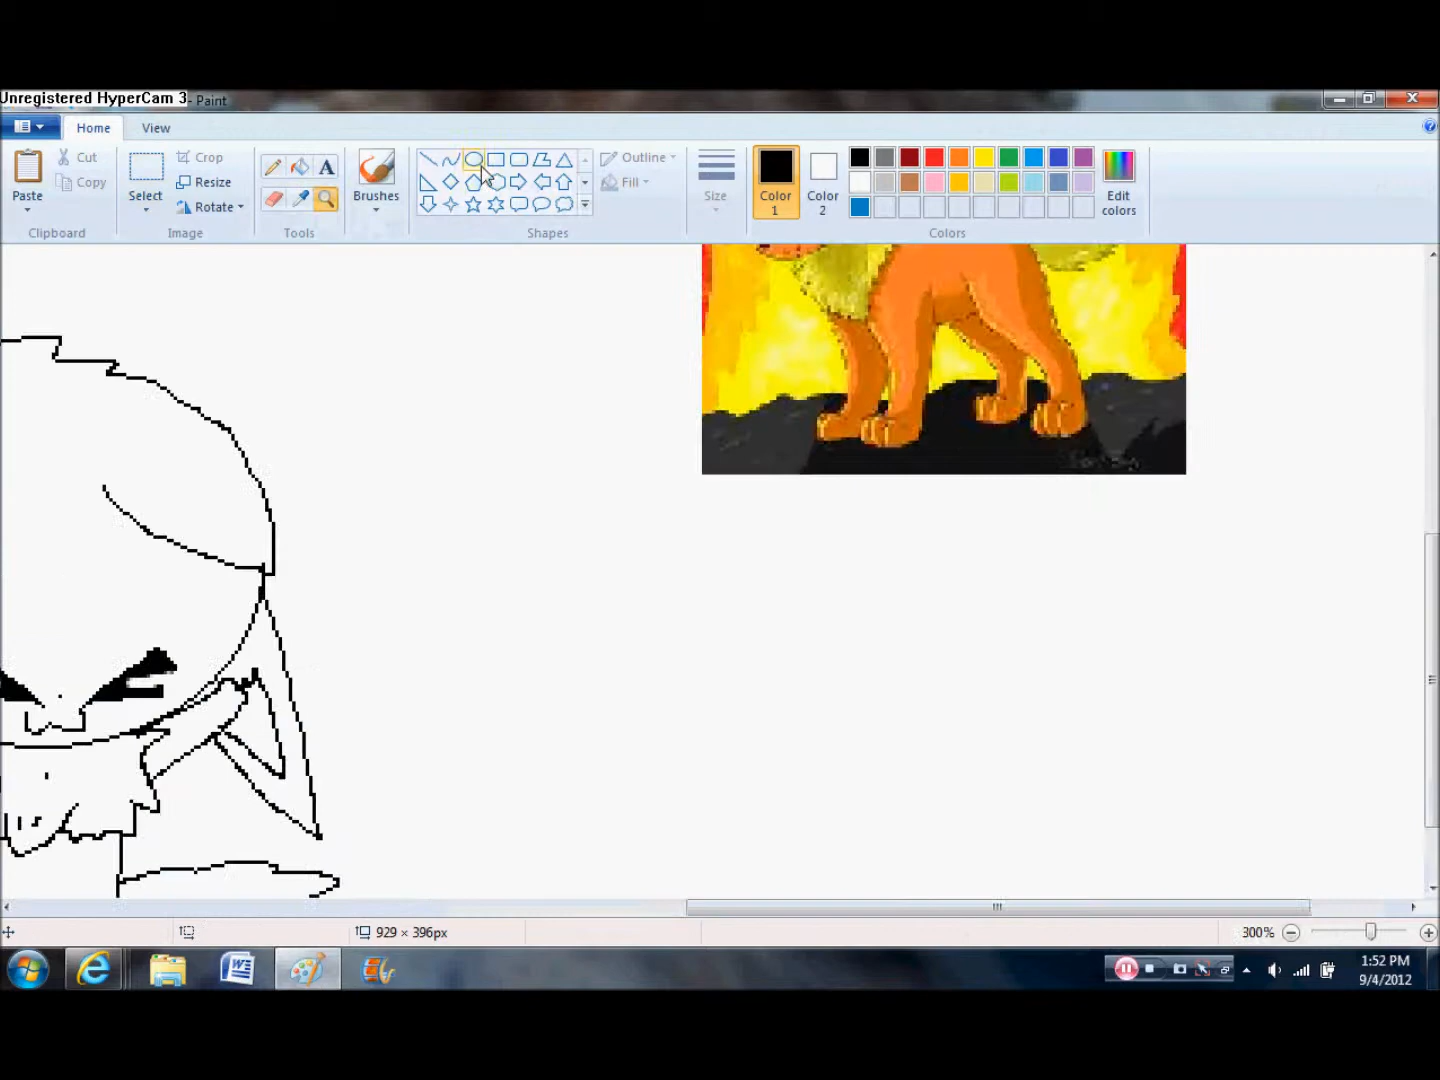 Unregistered HyperCam 3 - Paint
Home View
Cut
Copy
Paste
Clipboard
Crop
Resize
Rotate
Select
Image
A
Tools
Brushes
Shapes
Outline
Fill
Size
Color 1
Color 2
Edit colors
Colors
929 × 396px
300%
W
1:52 PM
9/4/2012